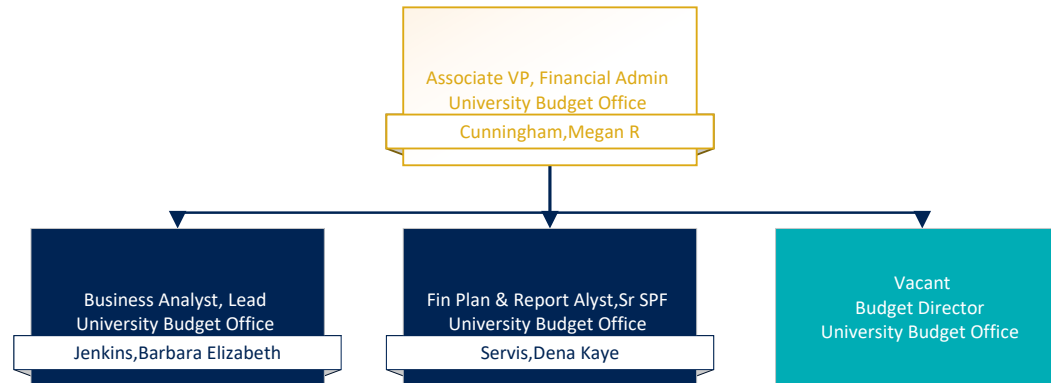 Associate VP, Financial Admin
University Budget Office
Cunningham,Megan R
Business Analyst, Lead
University Budget Office
Jenkins,Barbara Elizabeth
Fin Plan & Report Alyst,Sr SPF
University Budget Office
Servis,Dena Kaye
Vacant
Budget Director
University Budget Office